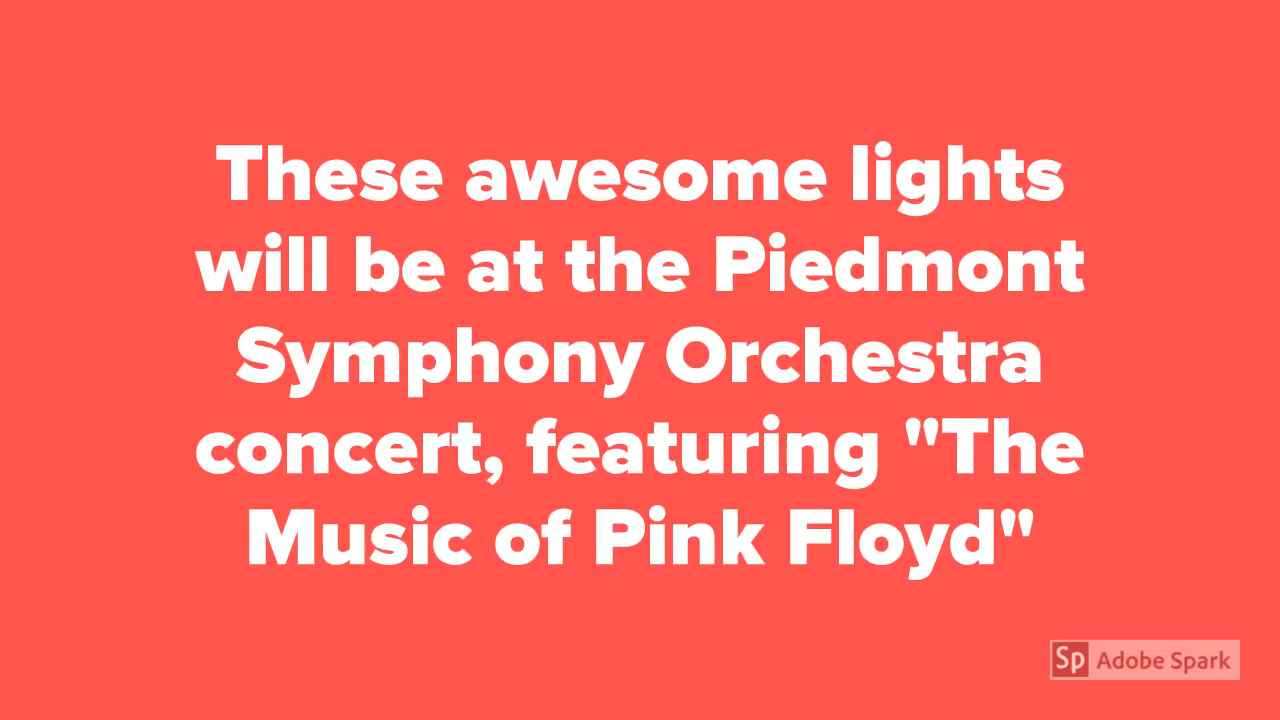 These awesome lights
will be at the Piedmont
Symphony Orchestra
concert, featuring "The
Music of Pink Floyd"
Sp Adobe Spark